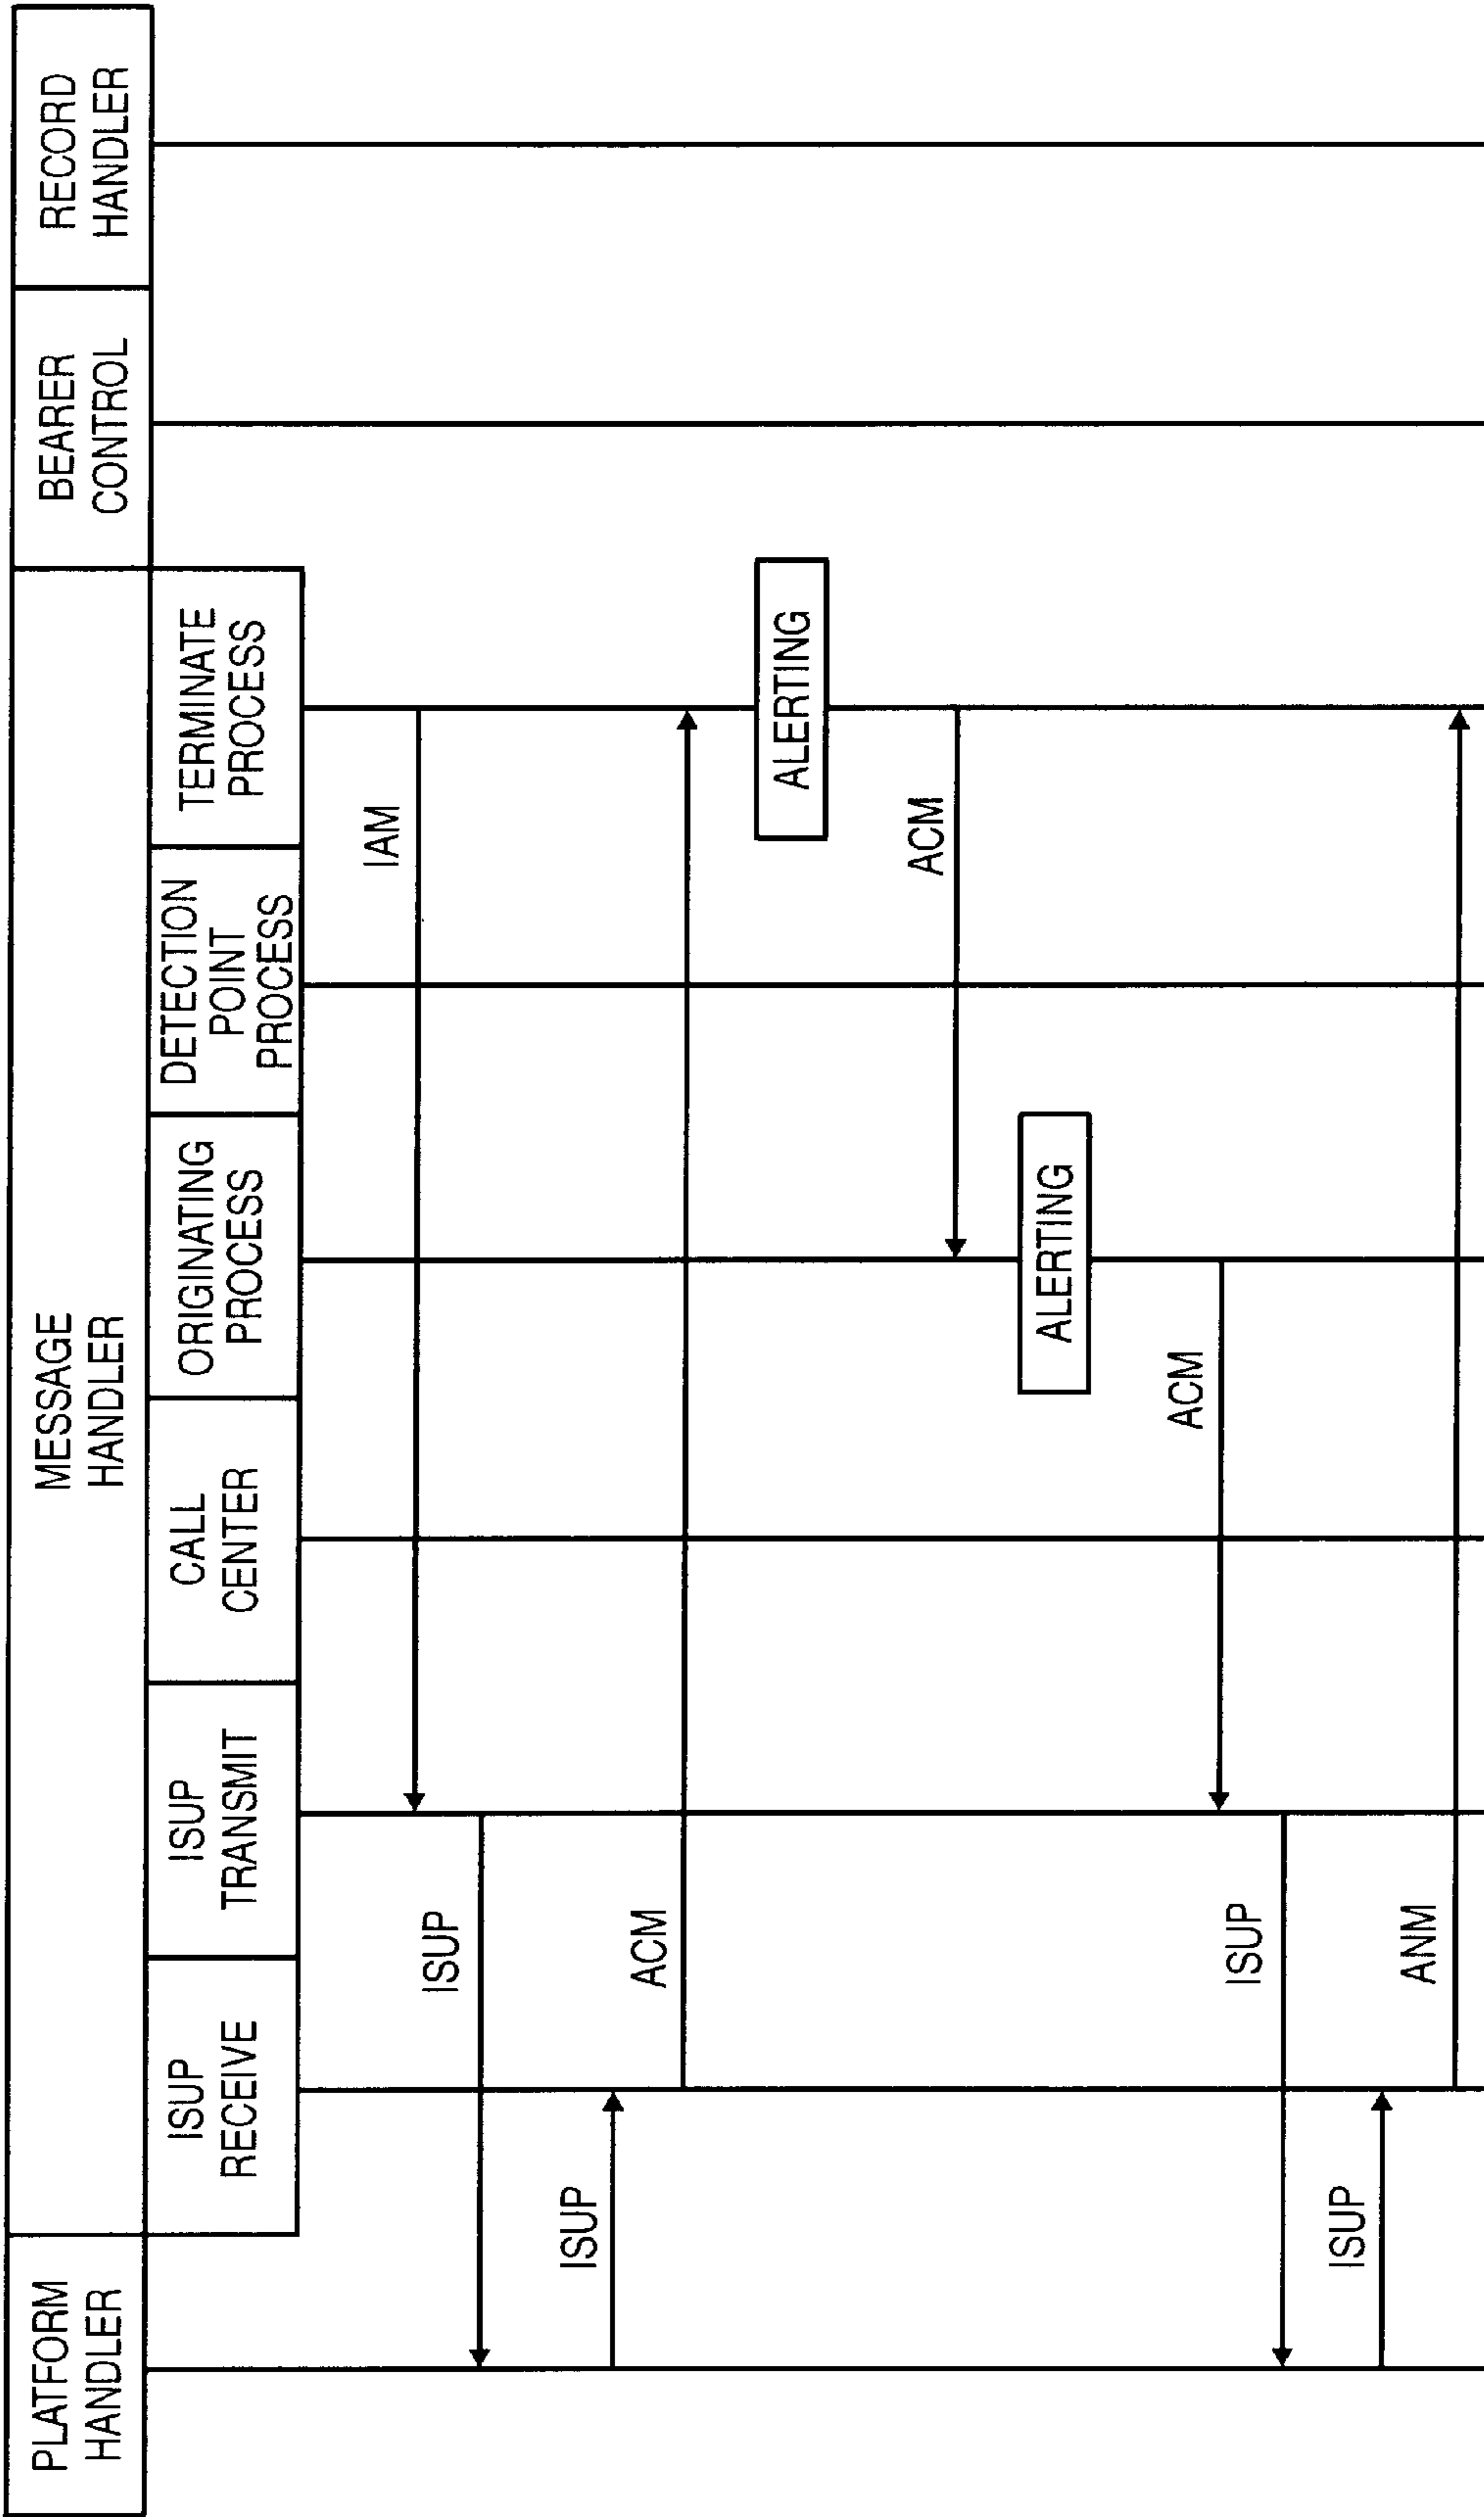 PLATFORM
HANDLER
MESSAGE
HANDLER
BEARER
CONTROL
RECORD
HANDLER
ISUP
RECEIVE
ISUP
TRANSMIT
CALL
CENTER
ORIGINATING
PROCESS
DETECTION
POINT
PROCESS
TERMINATE
PROCESS
IAM
ISUP
ISUP
ACM
ALERTING
ACM
ALERTING
ACM
ISUP
ISUP
ANM